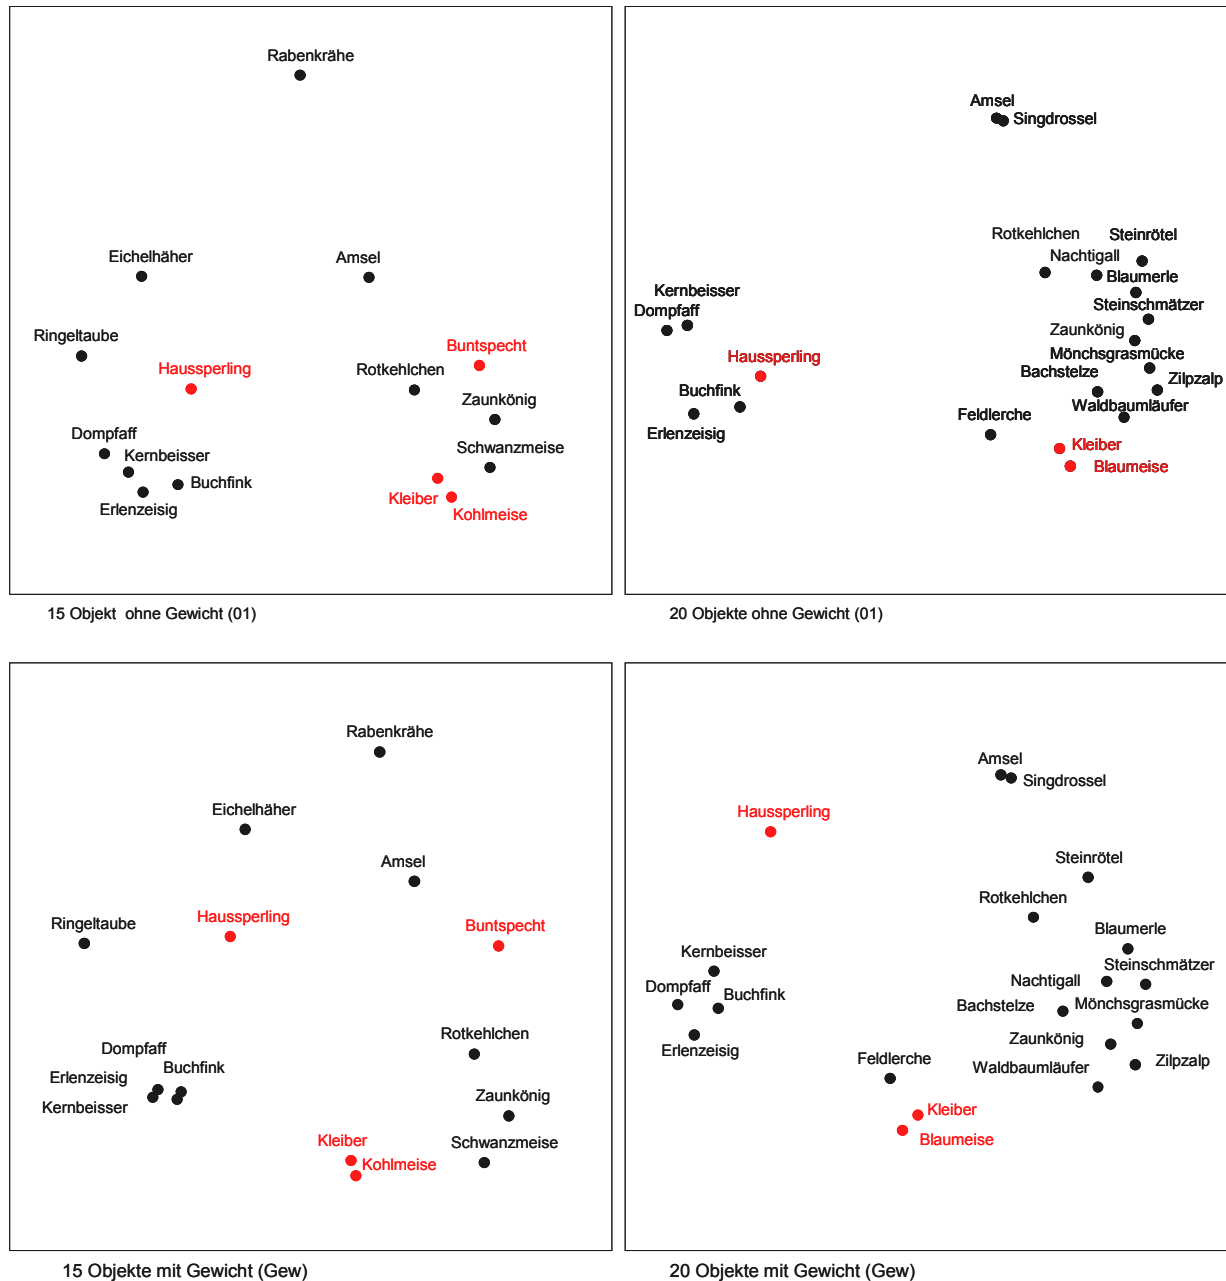 Rabenkrähe
Eichelhäher
Amsel
Ringeltaube
Haussperling
Buntspecht
Rotkehlchen
Zaunkönig
Dompfaff
Kernbeisser
Schwanzmeise
Buchfink
Erlenzeisig
Kleiber
Kohlmeise
15 Objekt  ohne Gewicht (01)
Amsel
Singdrossel
Rotkehlchen
Steinrötel
Nachtigall
Blaumerle
Kernbeisser
Dompfaff
Steinschmätzer
Zaunkönig
Haussperling
Mönchsgrasmücke
Bachstelze
Zilpzalp
Buchfink
Waldbaumläufer
Feldlerche
Erlenzeisig
Kleiber
Blaumeise
20 Objekte ohne Gewicht (01)
Rabenkrähe
Eichelhäher
Amsel
Ringeltaube
Haussperling
Buntspecht
Rotkehlchen
Dompfaff
Buchfink
Erlenzeisig
Kernbeisser
Zaunkönig
Kleiber
Schwanzmeise
Kohlmeise
15 Objekte mit Gewicht (Gew)
Amsel
Singdrossel
Haussperling
Steinrötel
Rotkehlchen
Blaumerle
Kernbeisser
Steinschmätzer
Nachtigall
Dompfaff
Buchfink
Bachstelze
Mönchsgrasmücke
Erlenzeisig
Zaunkönig
Feldlerche
Waldbaumläufer
Zilpzalp
Kleiber
Blaumeise
20 Objekte mit Gewicht (Gew)